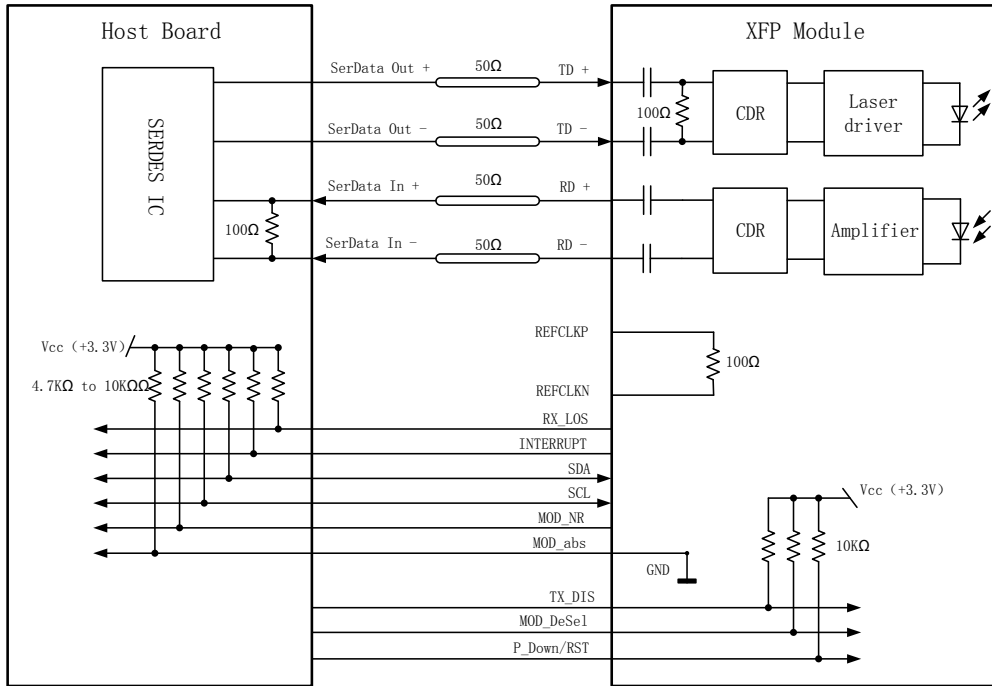 Host Board
XFP Module
SERDES IC
SerData Out +
50Ω
TD +
SerData Out -
50Ω
TD -
SerData In +
50Ω
RD +
SerData In -
50Ω
RD -
100Ω
100Ω
CDR
Laser
driver
CDR
Amplifier
REFCLKP
100Ω
REFCLKN
Vcc (+3.3V)
4.7KΩ to 10KΩΩ
RX_LOS
INTERRUPT
SDA
SCL
MOD_NR
MOD_abs
GND
Vcc (+3.3V)
10KΩ
TX_DIS
MOD_DeSel
P_Down/RST